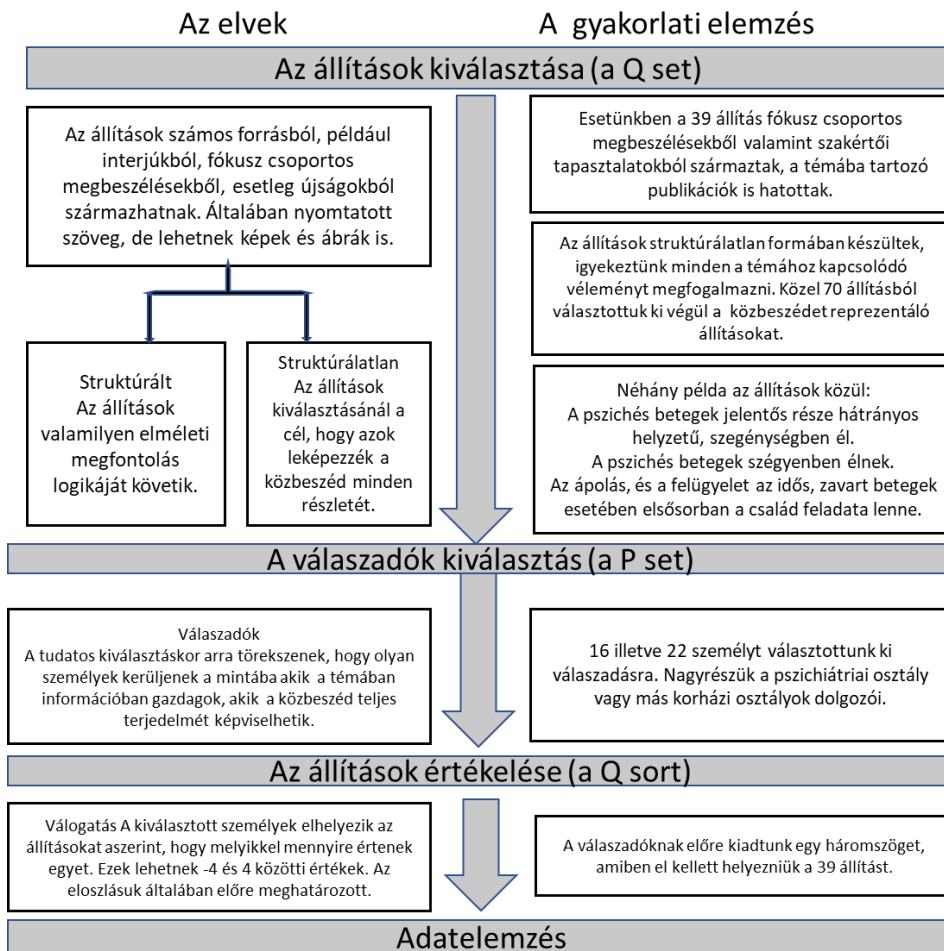 Az elvek
A gyakorlati elemzés
Az állítások kiválasztása (a Q set)
Az állítások számos forrásból, például
interjúkból, fókusz csoportos
megbeszélésekből, esetleg újságokból
származhatnak. Általában nyomtatott
szöveg, de lehetnek képek és ábrák is.
Struktúrált
Az állítások
valamilyen elméleti
megfontolás
logikáját követik.
Struktúrálatlan
Az állítások
kiválasztásánál a
cél, hogy azok
leképezzék a
közbeszéd minden
részletét.
Esetünkben a 39 állítás fókusz csoportos
megbeszélésekből valamint szakértői
tapasztalatokból származtak, a témába tartozó
publikációk is hatottak.
Az állítások struktúrálatlan formában készültek,
igyekeztünk minden a témához kapcsolódó
véleményt megfogalmazni. Közel 70 állításból
választottuk ki végül a közbeszédet reprezentáló
állításokat.
Néhány példa az állítások közül:
A pszichés betegek jelentős része hátrányos
helyzetű, szegénységben él.
A pszichés betegek szégyenben élnek.
Az ápolás, és a felügyelet az idős, zavart betegek
esetében elsősorban a család feladata lenne.
A válaszadók kiválasztás (a P set)
Válaszadók
A tudatos kiválasztáskor arra törekszenek, hogy olyan
személyek kerüljenek a mintába akik a témában
információban gazdagok, akik a közbeszéd teljes
terjedelmét képviselhetik.
16 illetve 22 személyt választottunk ki
válaszadásra. Nagyrészük a pszichiátriai osztály
vagy más korházi osztályok dolgozói.
Az állítások értékelése (a Q sort)
Válogatás A kiválasztott személyek elhelyezik az
állításokat aszerint, hogy melyikkel mennyire értenek
egyet. Ezek lehetnek -4 és 4 közötti értékek. Az
eloszlásuk általában előre meghatározott.
A válaszadóknak előre kiadtunk egy háromszöget,
amiben el kellett helyezniük a 39 állítást.
Adatelemzés